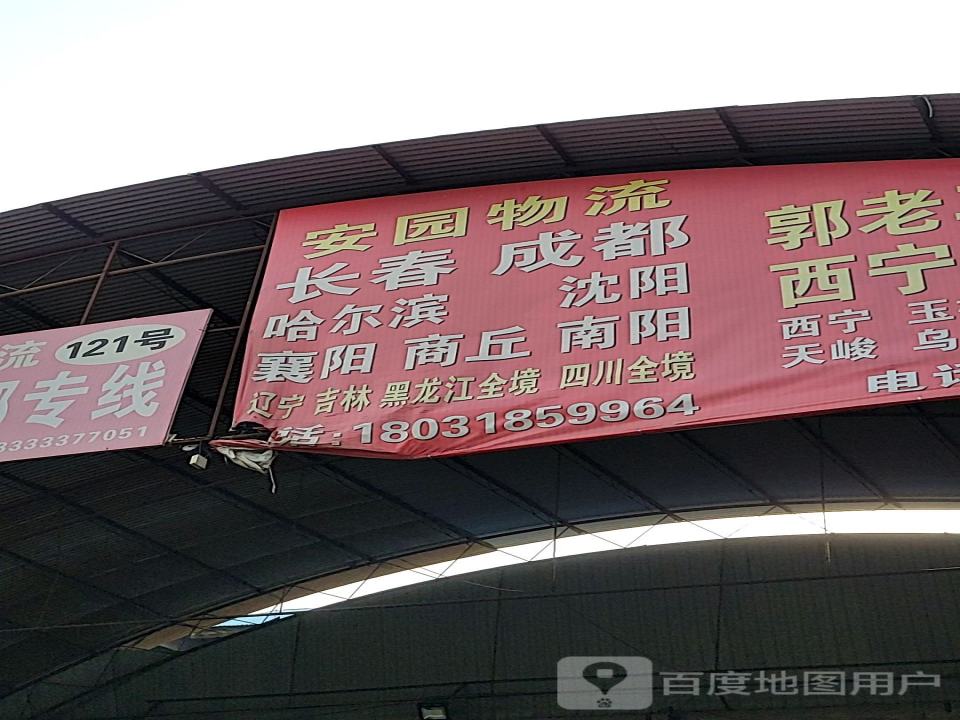 流 121号
专线
3333377051
安园物流
长春 成都
哈尔滨 沈阳
襄阳 商丘 南阳
辽宁 吉林 黑龙江全境 四川全境
话:18031859964
郭老
西宁
西宁 玉
天峻 乌
电话
百度地图用户